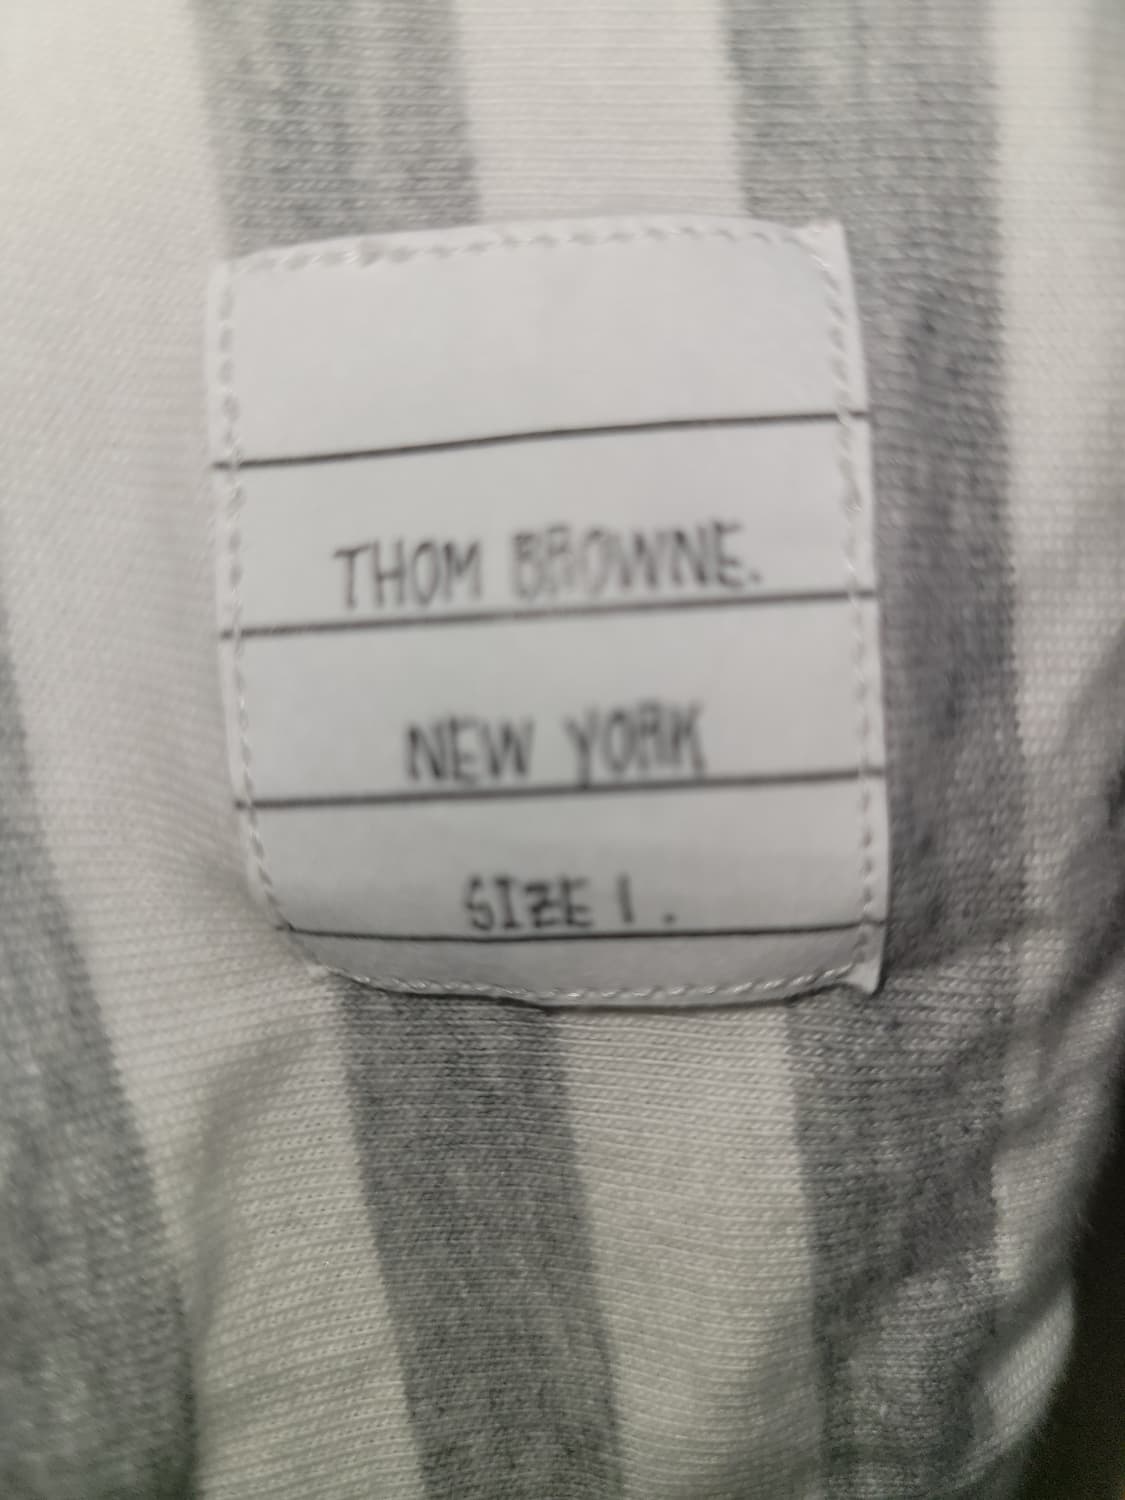 THOM BROWNE.
NEW YORK
SIZE 1.